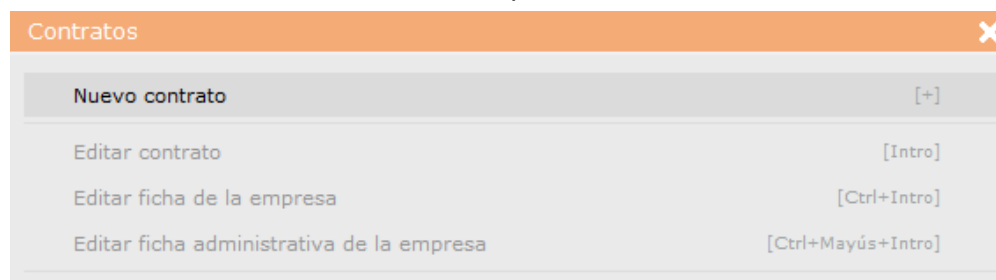 Contratos
Nuevo contrato [+]
Editar contrato [Intro]
Editar ficha de la empresa [Ctrl+Intro]
Editar ficha administrativa de la empresa [Ctrl+Mayús+Intro]